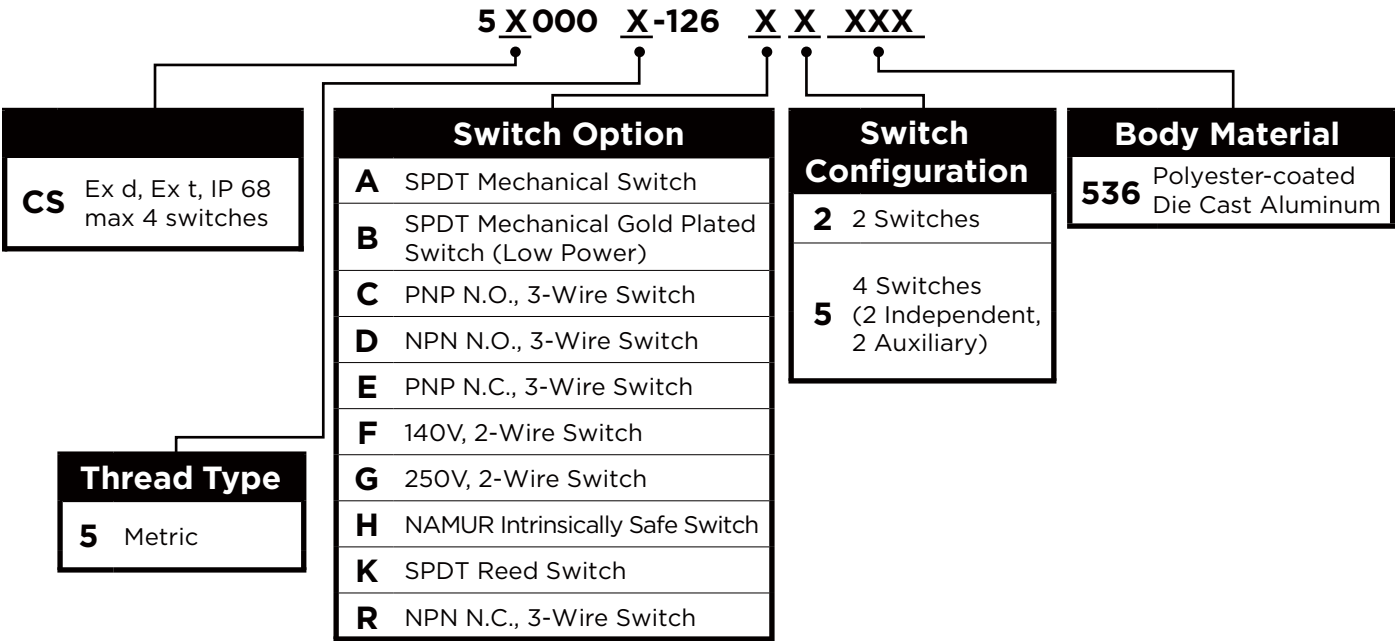 5 X 000 X -126 X X XXX
CS Ex d, Ex t, IP 68
max 4 switches
Thread Type
5 Metric
Switch Option
A SPDT Mechanical Switch
B SPDT Mechanical Gold Plated
Switch (Low Power)
C PNP N.O., 3-Wire Switch
D NPN N.O., 3-Wire Switch
E PNP N.C., 3-Wire Switch
F 140V, 2-Wire Switch
G 250V, 2-Wire Switch
H NAMUR Intrinsically Safe Switch
K SPDT Reed Switch
R NPN N.C., 3-Wire Switch
Switch
Configuration
2 2 Switches
5 4 Switches
(2 Independent,
2 Auxiliary)
Body Material
536 Polyester-coated
Die Cast Aluminum